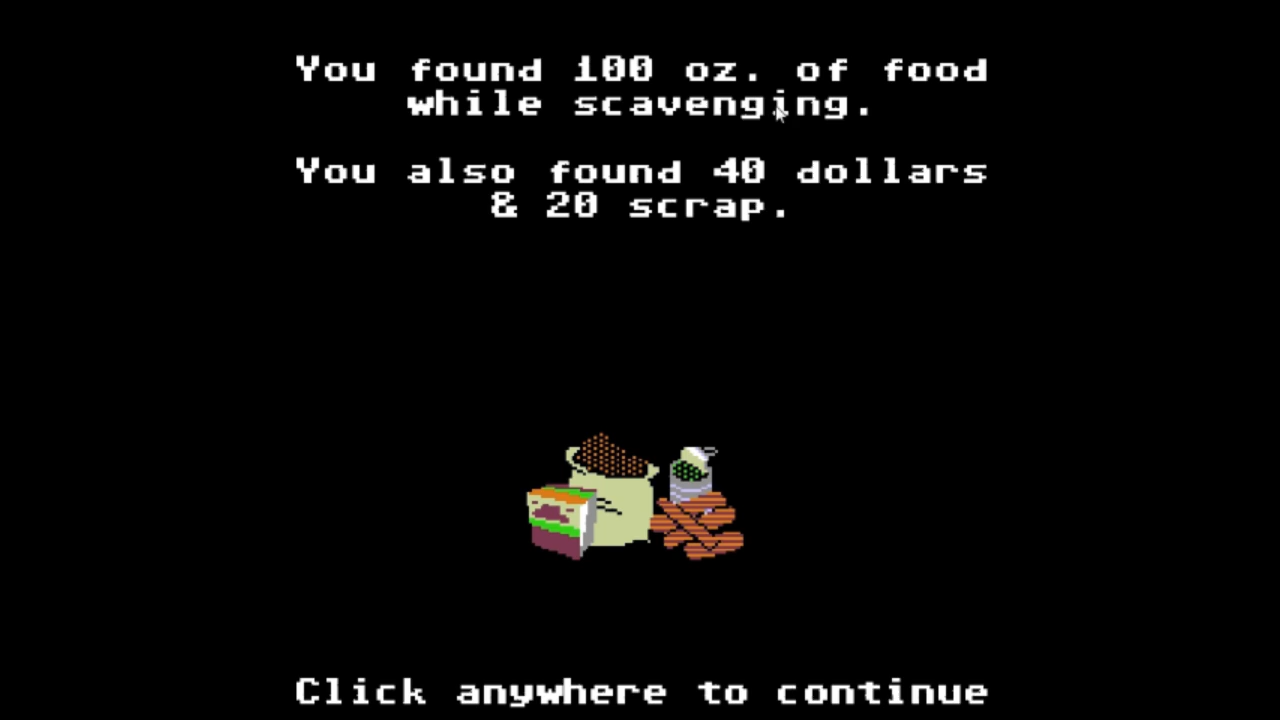 You found 100 oz. of food
while scavenging.
You also found 40 dollars
& 20 scrap.
Click anywhere to continue